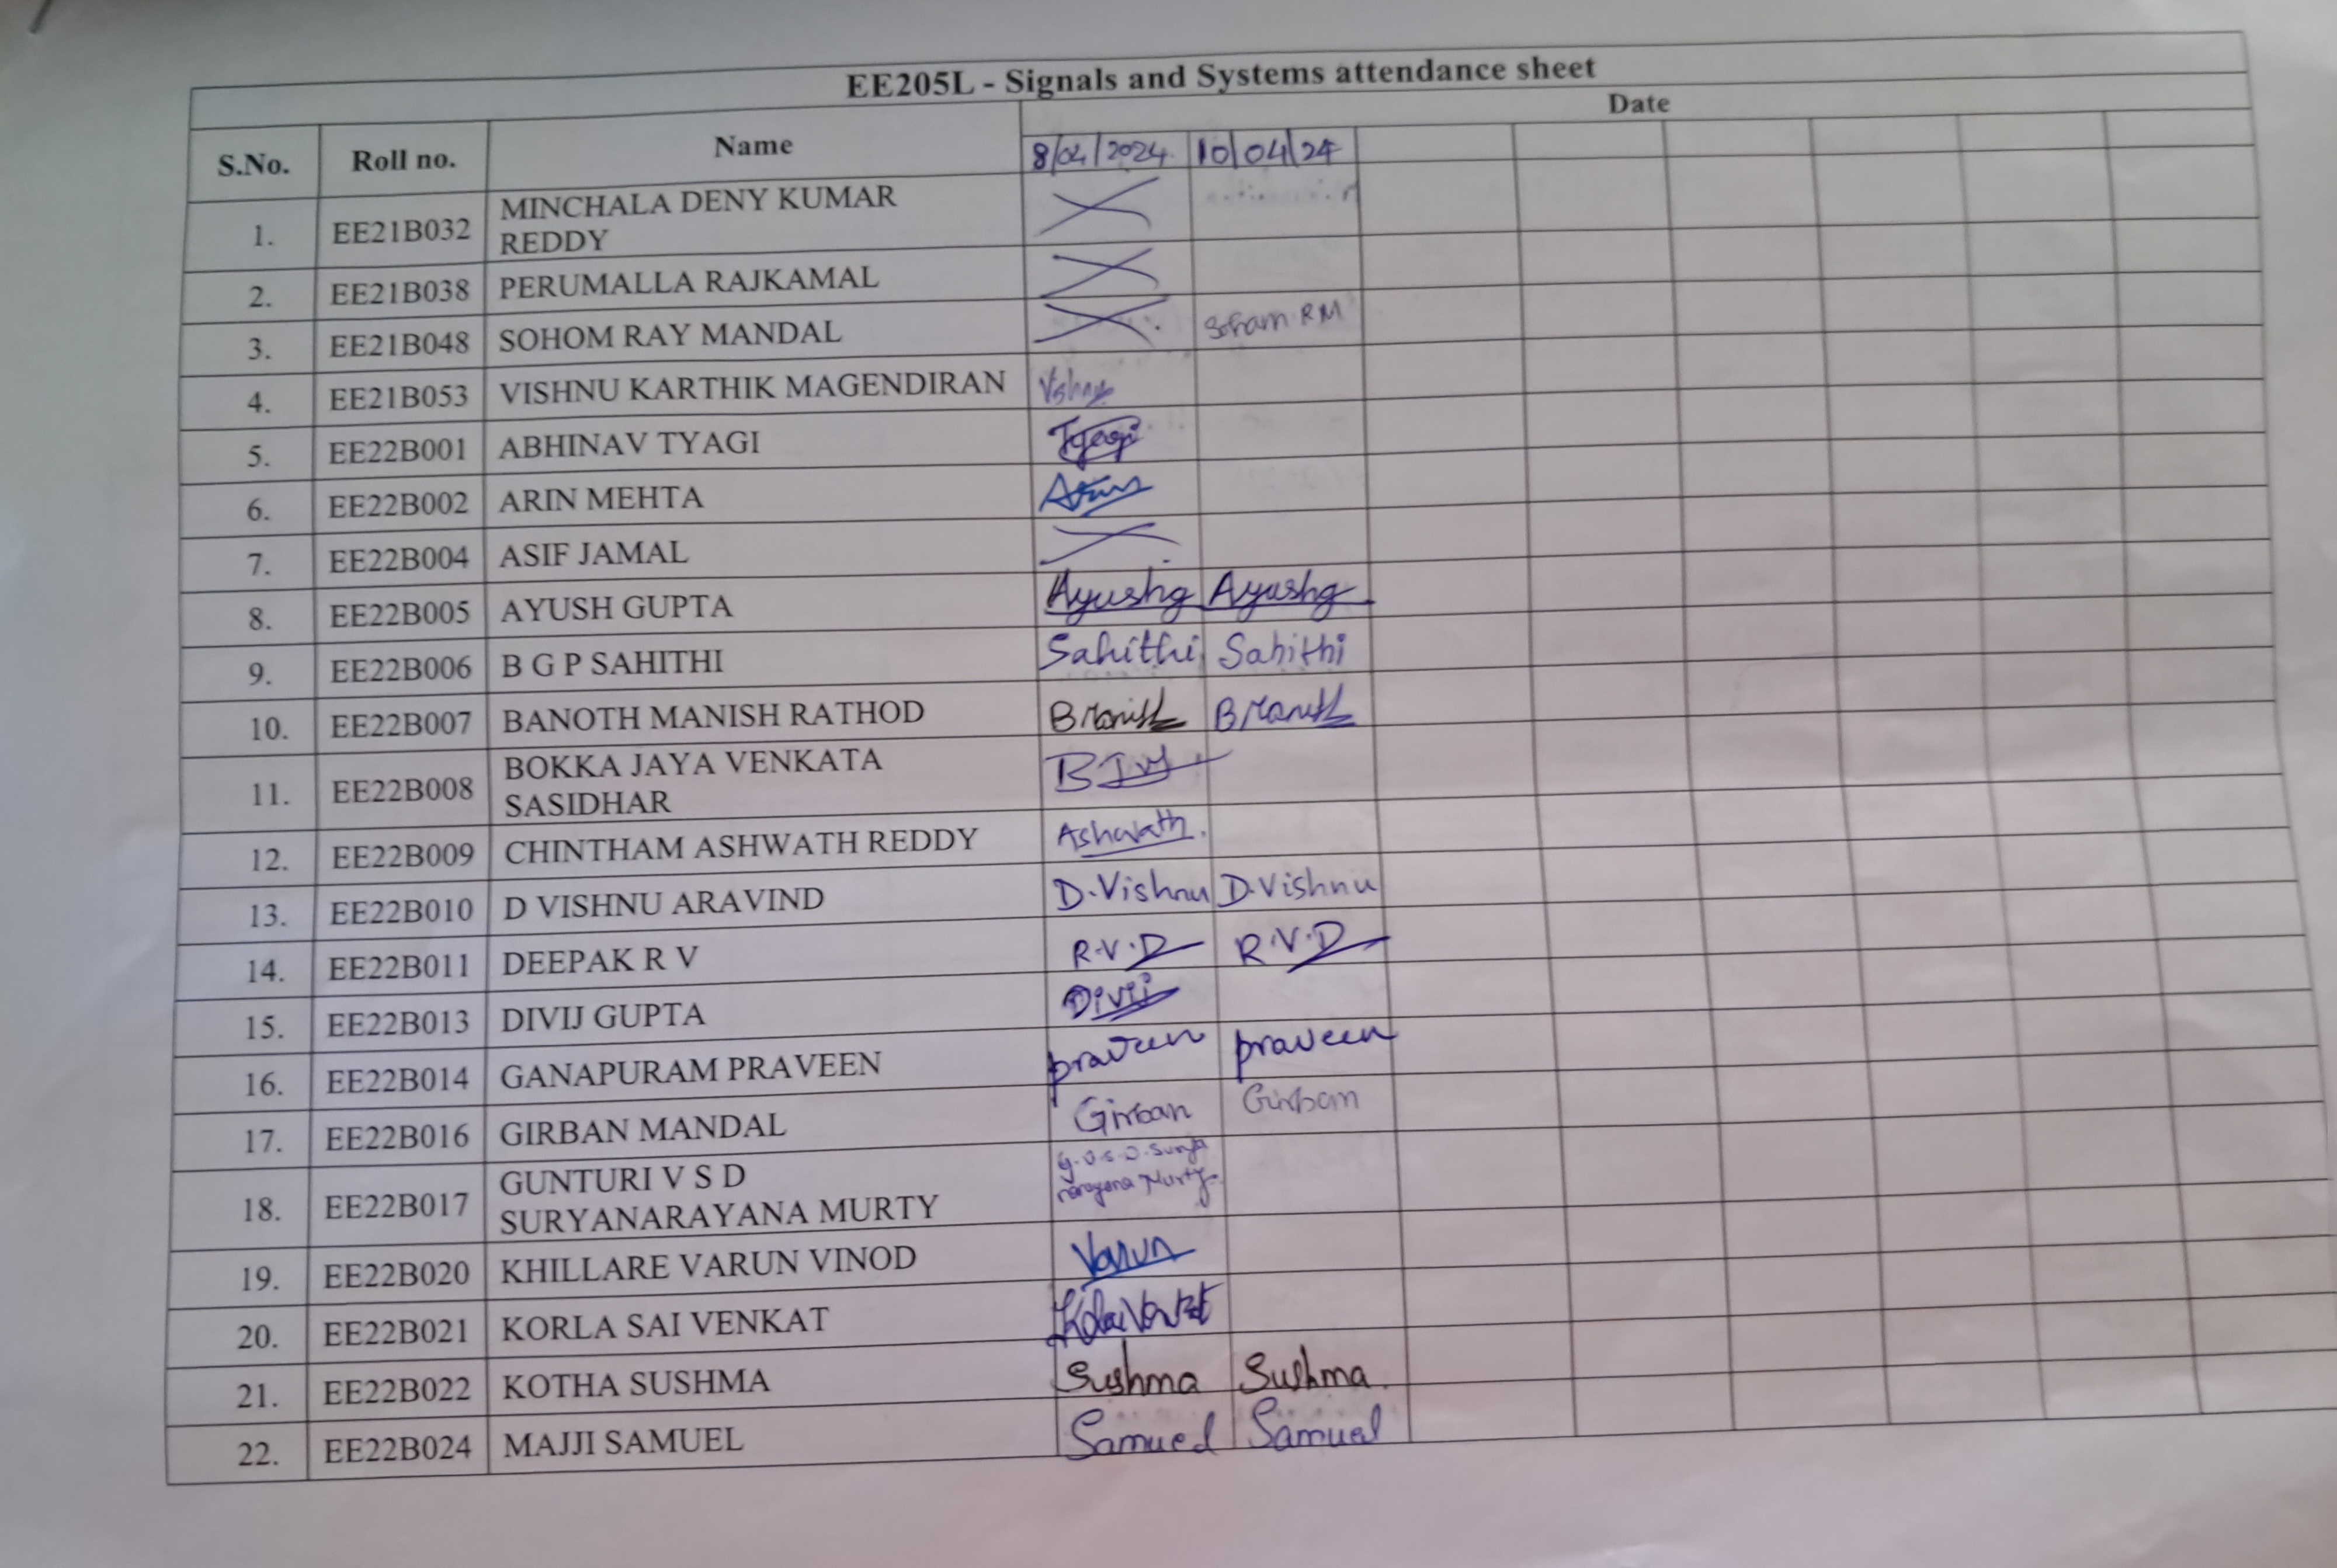 EE205L - Signals and Systems attendance sheet
S.No. Roll no. Name Date
8/04/2024 10/04/24
1. EE21B032 MINCHALA DENY KUMAR
REDDY
2. EE21B038 PERUMALLA RAJKAMAL
3. EE21B048 SOHOM RAY MANDAL Soham RM
4. EE21B053 VISHNU KARTHIK MAGENDIRAN Vishnu
5. EE22B001 ABHINAV TYAGI Tyagi
6. EE22B002 ARIN MEHTA
7. EE22B004 ASIF JAMAL
8. EE22B005 AYUSH GUPTA Ayushg Ayushg
9. EE22B006 B G P SAHITHI Sahithi Sahithi
10. EE22B007 BANOTH MANISH RATHOD B Manish B Manish
11. EE22B008 BOKKA JAYA VENKATA
SASIDHAR
12. EE22B009 CHINTHAM ASHWATH REDDY Ashwath.
13. EE22B010 D VISHNU ARAVIND D.Vishnu D.Vishnu
14. EE22B011 DEEPAK R V R.V.D R.V.D
15. EE22B013 DIVIJ GUPTA Divij
16. EE22B014 GANAPURAM PRAVEEN praveen praveen
17. EE22B016 GIRBAN MANDAL Girban Girban
18. EE22B017 GUNTURI V S D G.V.S.D.Surya
SURYANARAYANA MURTY narayana Murty
19. EE22B020 KHILLARE VARUN VINOD Varun
20. EE22B021 KORLA SAI VENKAT
21. EE22B022 KOTHA SUSHMA Sushma Sushma.
22. EE22B024 MAJJI SAMUEL Samuel Samuel